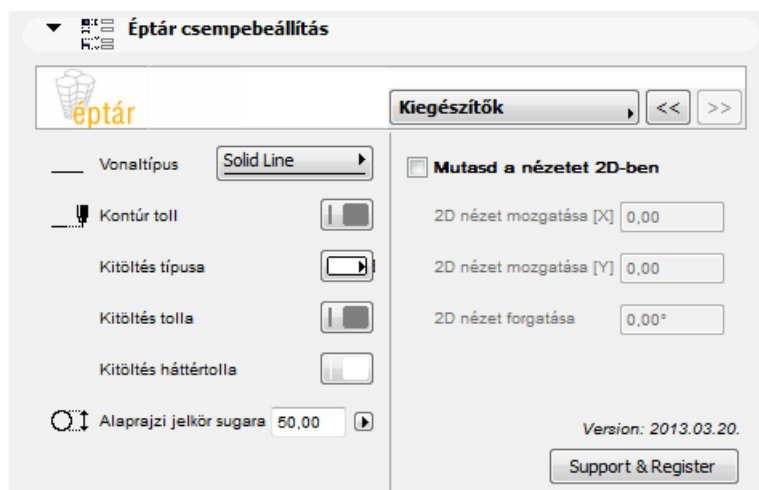 Éptár csempebeállítás
éptár
Kiegészítők
<< >>
Vonaltípus Solid Line
Kontúr toll
Kitöltés típusa
Kitöltés tolla
Kitöltés háttértolla
Alaprajzi jelkör sugara 50,00
Mutasd a nézetet 2D-ben
2D nézet mozgatása [X] 0,00
2D nézet mozgatása [Y] 0,00
2D nézet forgatása 0,00°
Version: 2013.03.20.
Support & Register